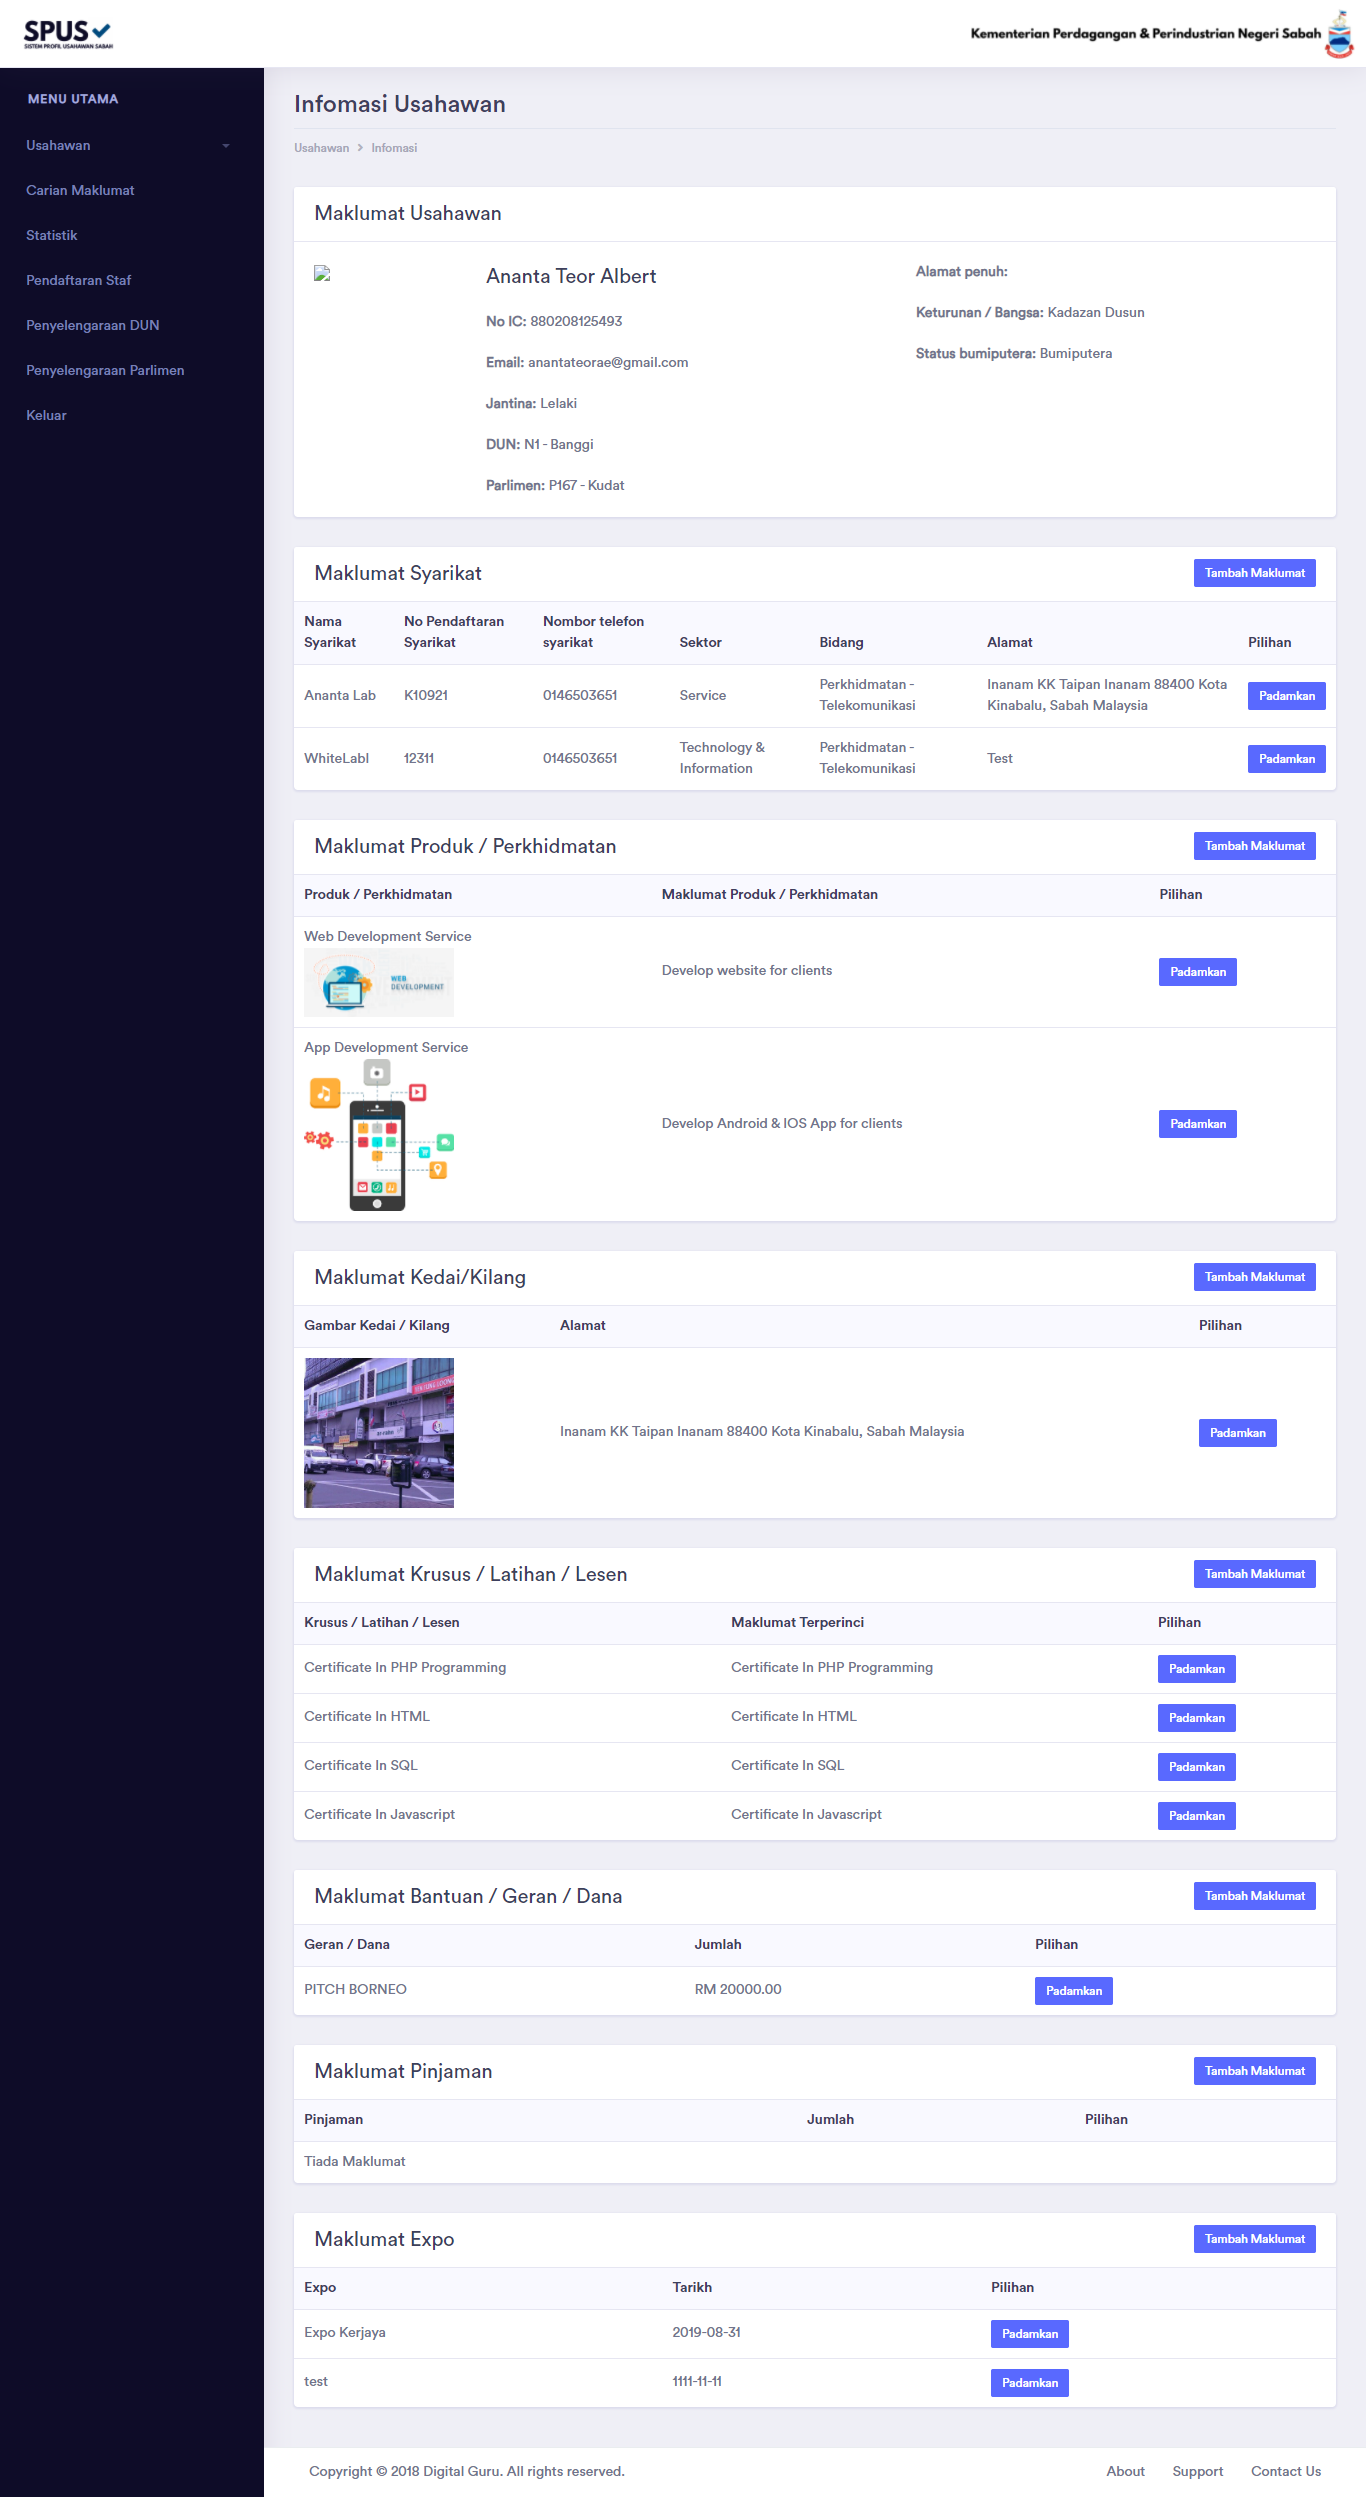 SPUS
SISTEM PROFIL USAHAWAN SABAH
Kementerian Perdagangan & Perindustrian Negeri Sabah
MENU UTAMA
Usahawan
Carian Maklumat
Statistik
Pendaftaran Staf
Penyelengaraan DUN
Penyelengaraan Parlimen
Keluar
Infomasi Usahawan
Usahawan > Infomasi
Maklumat Usahawan
Ananta Teor Albert
No IC: 880208125493
Email: anantateorae@gmail.com
Jantina: Lelaki
DUN: N1 - Banggi
Parlimen: P167 - Kudat
Alamat penuh:
Keturunan / Bangsa: Kadazan Dusun
Status bumiputera: Bumiputera
Maklumat Syarikat Tambah Maklumat
Nama Syarikat No Pendaftaran Syarikat Nombor telefon syarikat Sektor Bidang Alamat Pilihan
Ananta Lab K10921 0146503651 Service Perkhidmatan - Telekomunikasi Inanam KK Taipan Inanam 88400 Kota Kinabalu, Sabah Malaysia Padamkan
WhiteLabl 12311 0146503651 Technology & Information Perkhidmatan - Telekomunikasi Test Padamkan
Maklumat Produk / Perkhidmatan Tambah Maklumat
Produk / Perkhidmatan Maklumat Produk / Perkhidmatan Pilihan
Web Development Service
WEB
DEVELOPMENT
Develop website for clients Padamkan
App Development Service
Develop Android & IOS App for clients Padamkan
Maklumat Kedai/Kilang Tambah Maklumat
Gambar Kedai / Kilang Alamat Pilihan
Inanam KK Taipan Inanam 88400 Kota Kinabalu, Sabah Malaysia Padamkan
Maklumat Krusus / Latihan / Lesen Tambah Maklumat
Krusus / Latihan / Lesen Maklumat Terperinci Pilihan
Certificate In PHP Programming Certificate In PHP Programming Padamkan
Certificate In HTML Certificate In HTML Padamkan
Certificate In SQL Certificate In SQL Padamkan
Certificate In Javascript Certificate In Javascript Padamkan
Maklumat Bantuan / Geran / Dana Tambah Maklumat
Geran / Dana Jumlah Pilihan
PITCH BORNEO RM 20000.00 Padamkan
Maklumat Pinjaman Tambah Maklumat
Pinjaman Jumlah Pilihan
Tiada Maklumat
Maklumat Expo Tambah Maklumat
Expo Tarikh Pilihan
Expo Kerjaya 2019-08-31 Padamkan
test 1111-11-11 Padamkan
Copyright © 2018 Digital Guru. All rights reserved. About Support Contact Us